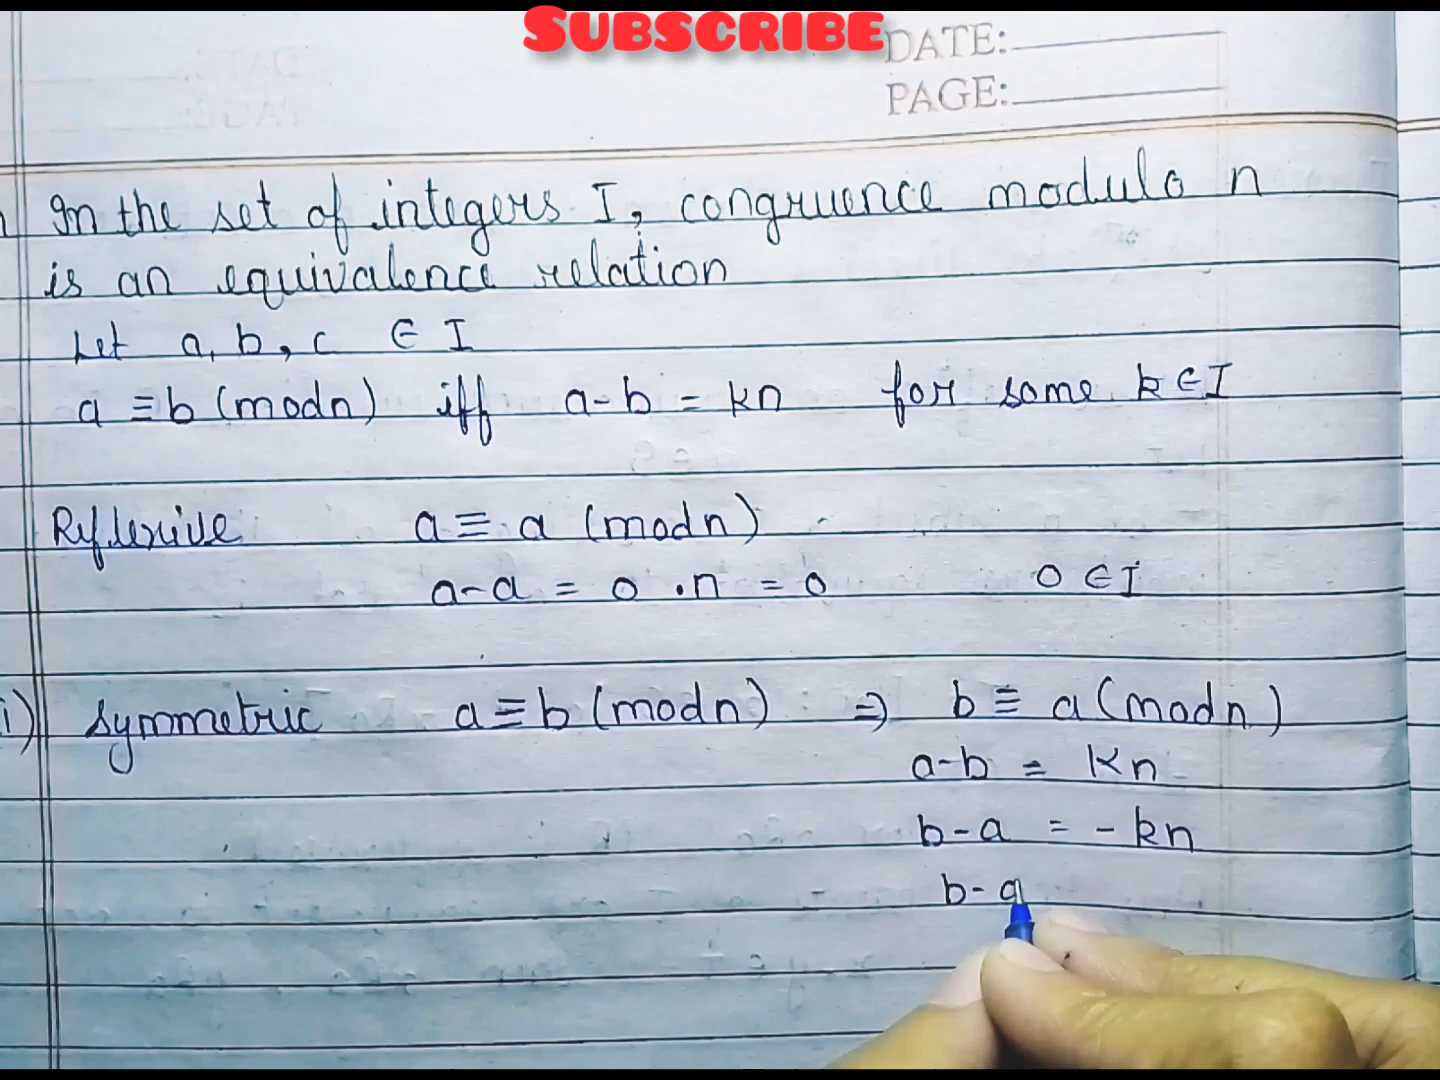 SUBSCRIBE
DATE:
PAGE:
In the set of integers I, congruence modulo n
is an equivalence relation
Let a, b, c ∈ I
a ≡ b (mod n) iff a - b = kn for some k ∈ I
Reflexive a ≡ a (mod n)
a - a = 0 . n = 0 0 ∈ I
i) Symmetric a ≡ b (mod n) ⇒ b ≡ a (mod n)
a - b = kn
b - a = - kn
b - a